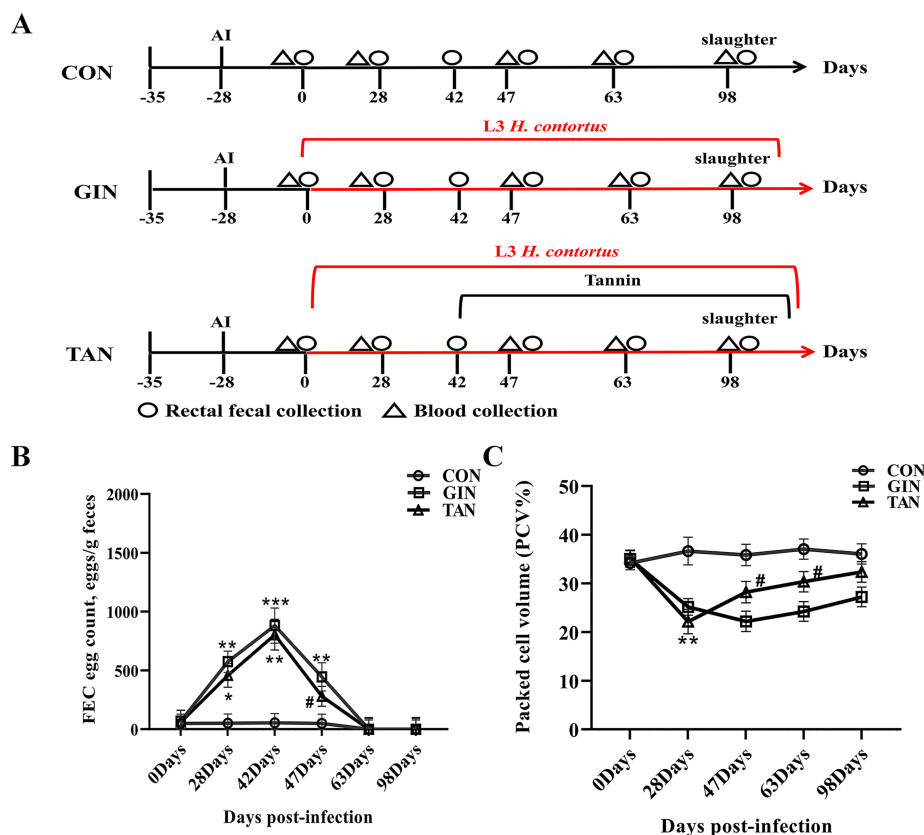 A
AI
slaughter
CON
Days
-35 -28 0 28 42 47 63 98
L3 H. contortus
AI
slaughter
GIN
Days
-35 -28 0 28 42 47 63 98
L3 H. contortus
Tannin
AI
slaughter
TAN
Days
-35 -28 0 28 42 47 63 98
Rectal fecal collection Blood collection
B
CON
GIN
TAN
FEC egg count, eggs/g feces
2000
1500
1000
500
0
** *** **
* ** #
0Days 28Days 42Days 47Days 63Days 98Days
Days post-infection
C
CON
GIN
TAN
Packed cell volume (PCV%)
50
40
30
20
10
0
# #
**
0Days 28Days 47Days 63Days 98Days
Days post-infection